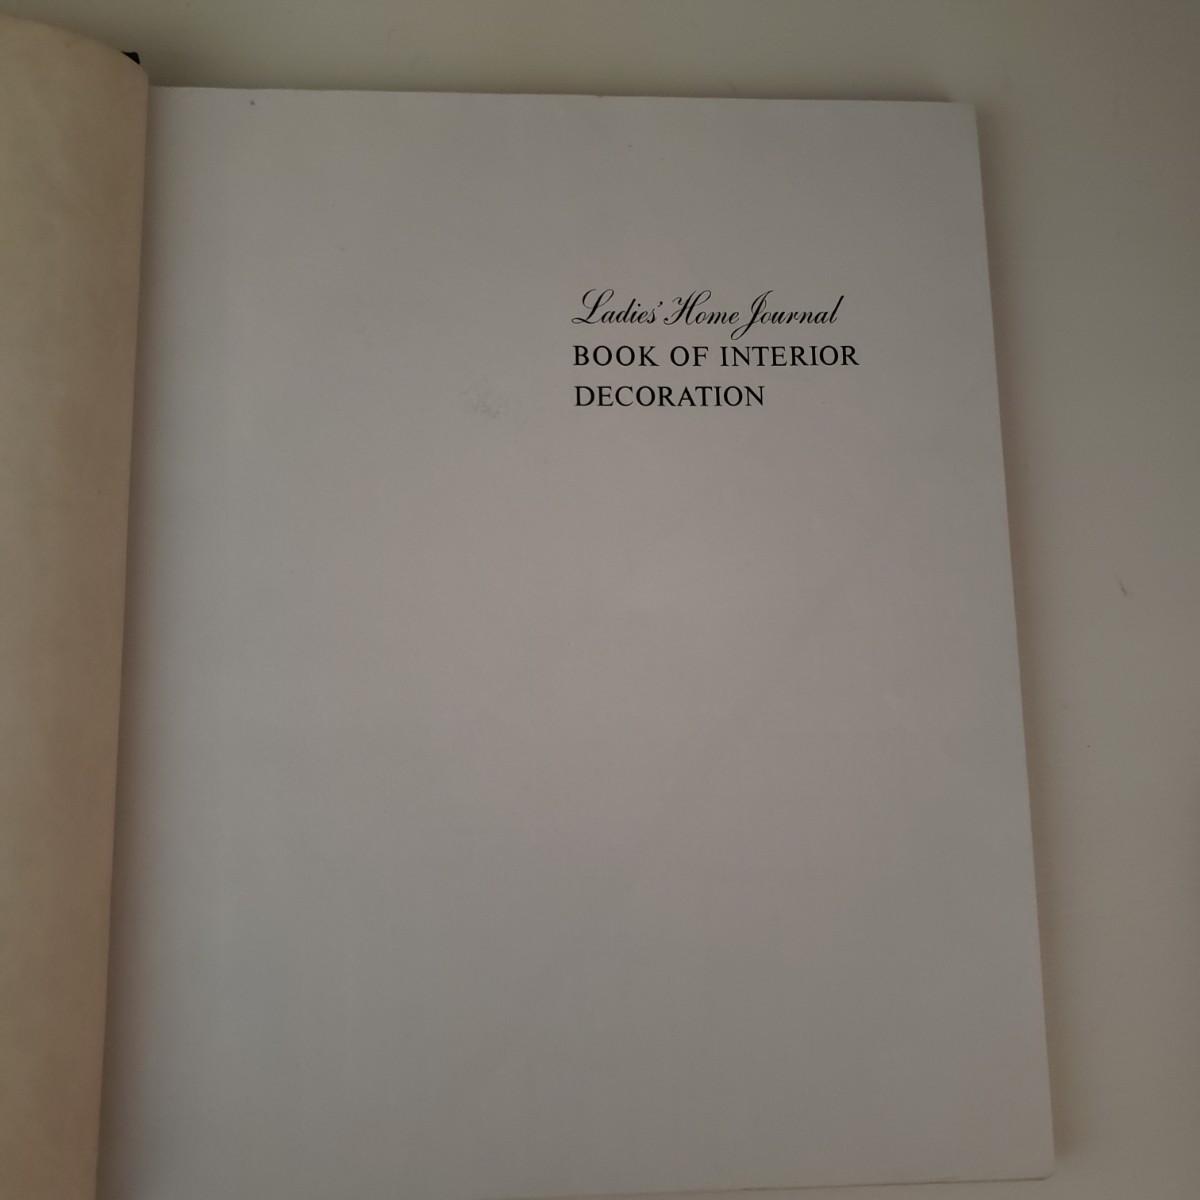 Ladies' Home Journal
BOOK OF INTERIOR
DECORATION